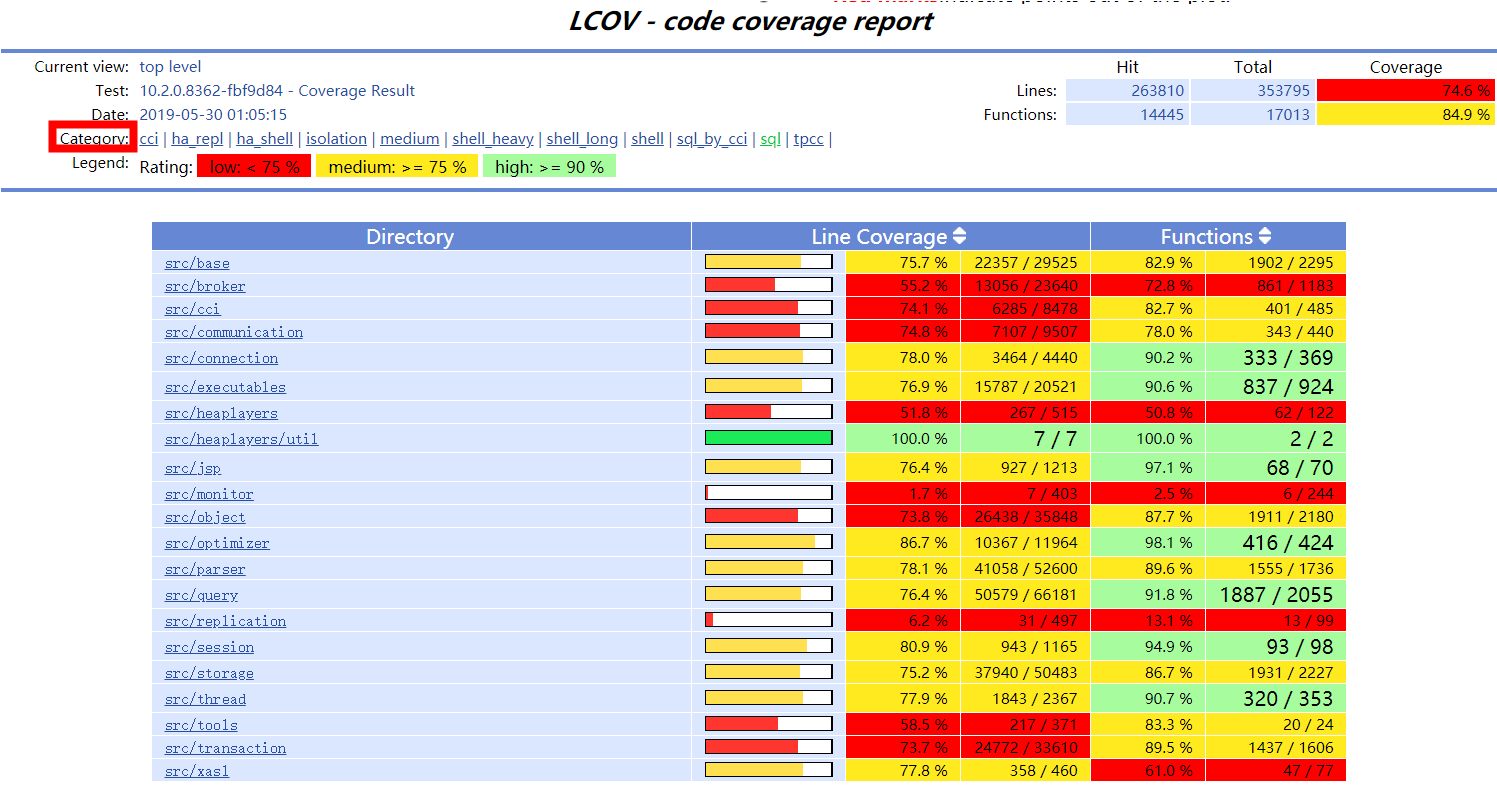 LCOV - code coverage report
Current view: top level
Test: 10.2.0.8362-fbf9d84 - Coverage Result
Date: 2019-05-30 01:05:15
Category: cci | ha_repl | ha_shell | isolation | medium | shell_heavy | shell_long | shell | sql_by_cci | sql | tpcc |
Legend: Rating: low: < 75 % medium: >= 75 % high: >= 90 %
Hit Total Coverage
Lines: 263810 353795 74.6 %
Functions: 14445 17013 84.9 %
Directory Line Coverage Functions
src/base 75.7 % 22357 / 29525 82.9 % 1902 / 2295
src/broker 55.2 % 13056 / 23640 72.8 % 861 / 1183
src/cci 74.1 % 6285 / 8478 82.7 % 401 / 485
src/communication 74.8 % 7107 / 9507 78.0 % 343 / 440
src/connection 78.0 % 3464 / 4440 90.2 % 333 / 369
src/executables 76.9 % 15787 / 20521 90.6 % 837 / 924
src/heaplayers 51.8 % 267 / 515 50.8 % 62 / 122
src/heaplayers/util 100.0 % 7 / 7 100.0 % 2 / 2
src/jsp 76.4 % 927 / 1213 97.1 % 68 / 70
src/monitor 1.7 % 7 / 403 2.5 % 6 / 244
src/object 73.8 % 26438 / 35848 87.7 % 1911 / 2180
src/optimizer 86.7 % 10367 / 11964 98.1 % 416 / 424
src/parser 78.1 % 41058 / 52600 89.6 % 1555 / 1736
src/query 76.4 % 50579 / 66181 91.8 % 1887 / 2055
src/replication 6.2 % 31 / 497 13.1 % 13 / 99
src/session 80.9 % 943 / 1165 94.9 % 93 / 98
src/storage 75.2 % 37940 / 50483 86.7 % 1931 / 2227
src/thread 77.9 % 1843 / 2367 90.7 % 320 / 353
src/tools 58.5 % 217 / 371 83.3 % 20 / 24
src/transaction 73.7 % 24772 / 33610 89.5 % 1437 / 1606
src/xasl 77.8 % 358 / 460 61.0 % 47 / 77